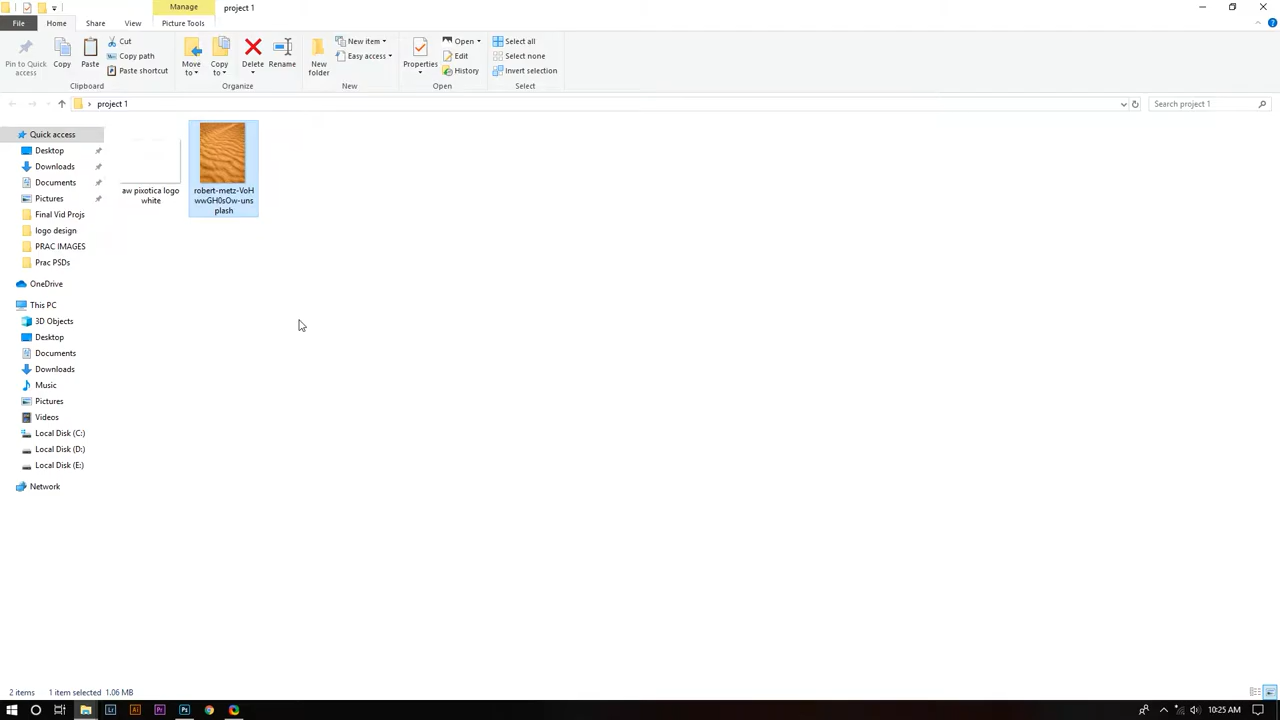 Manage
project 1
File
Home
Share
View
Picture Tools
Pin to Quick
access
Copy
Paste
Cut
Copy path
Paste shortcut
Clipboard
Move
to
Copy
to
Delete
Rename
Organize
New
folder
New item
Easy access
New
Properties
Open
Edit
History
Open
Select all
Select none
Invert selection
Select
project 1
Search project 1
Quick access
Desktop
Downloads
Documents
Pictures
Final Vid Projs
logo design
PRAC IMAGES
Prac PSDs
OneDrive
This PC
3D Objects
Desktop
Documents
Downloads
Music
Pictures
Videos
Local Disk (C:)
Local Disk (D:)
Local Disk (E:)
Network
aw pixotica logo
white
robert-metz-VoH
wwGH0sOw-uns
plash
2 items
1 item selected 1.06 MB
Lr
Ai
Pr
Ps
10:25 AM